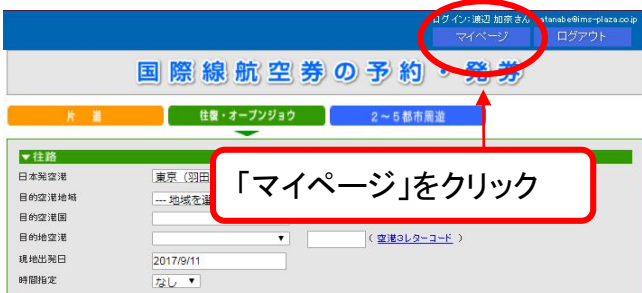 ログイン:渡辺 加奈さん
マイページ ログアウト
国際線航空券の予約・発券
片 道 往復・オープンジョウ 2～5都市周遊
▼往路
日本発空港 東京(羽田
目的空港地域 --- 地域を選
「マイページ」をクリック
目的空港国
目的地空港 ▼ ( 空港3レターコード )
現地出発日 2017/9/11
時間指定 なし ▼